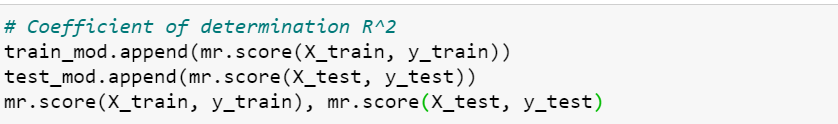 # Coefficient of determination R^2
train_mod.append(mr.score(X_train, y_train))
test_mod.append(mr.score(X_test, y_test))
mr.score(X_train, y_train), mr.score(X_test, y_test)